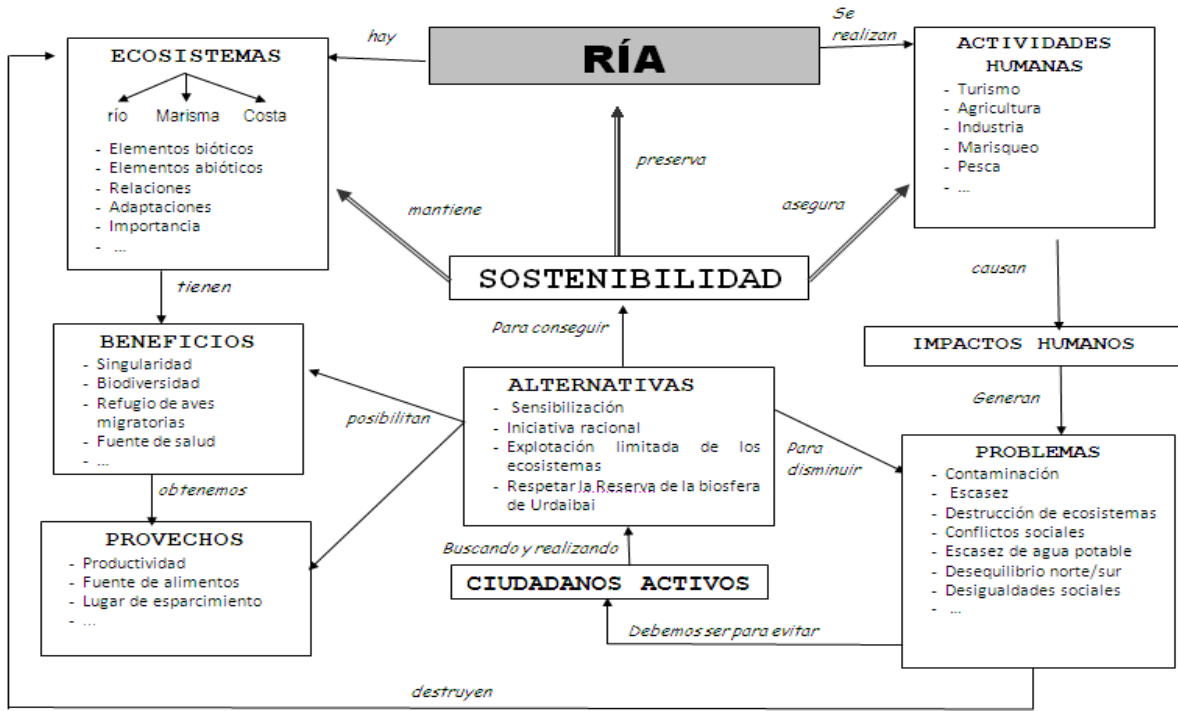 RÍA
hay
Se
realizan
ECOSISTEMAS
río Marisma Costa
- Elementos bióticos
- Elementos abióticos
- Relaciones
- Adaptaciones
- Importancia
- ...
ACTIVIDADES
HUMANAS
- Turismo
- Agricultura
- Industria
- Marisqueo
- Pesca
- ...
preserva
mantiene
asegura
SOSTENIBILIDAD
tienen
causan
Para conseguir
BENEFICIOS
- Singularidad
- Biodiversidad
- Refugio de aves
migratorias
- Fuente de salud
- ...
IMPACTOS HUMANOS
Generan
posibilitan
ALTERNATIVAS
- Sensibilización
- Iniciativa racional
- Explotación limitada de los
ecosistemas
- Respetar la Reserva de la biosfera
de Urdaibai
Para
disminuir
PROBLEMAS
- Contaminación
- Escasez
- Destrucción de ecosistemas
- Conflictos sociales
- Escasez de agua potable
- Desequilibrio norte/sur
- Desigualdades sociales
- ...
obtenemos
PROVECHOS
- Productividad
- Fuente de alimentos
- Lugar de esparcimiento
- ...
Buscando y realizando
CIUDADANOS ACTIVOS
Debemos ser para evitar
destruyen